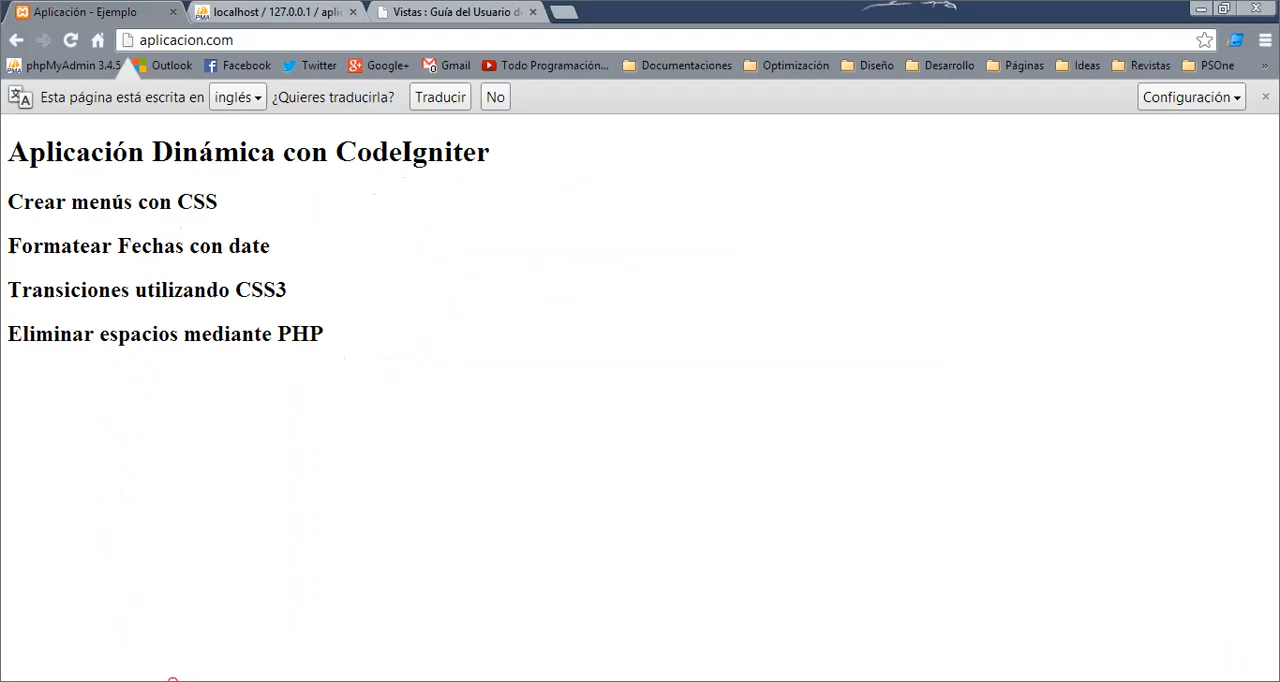 Aplicación - Ejemplo
localhost / 127.0.0.1 / apli
Vistas : Guía del Usuario d
aplicacion.com
phpMyAdmin 3.4.5 Outlook Facebook Twitter Google+ Gmail Todo Programación... Documentaciones Optimización Diseño Desarrollo Páginas Ideas Revistas PSOne »
Esta página está escrita en inglés ¿Quieres traducirla? Traducir No Configuración
Aplicación Dinámica con CodeIgniter
Crear menús con CSS
Formatear Fechas con date
Transiciones utilizando CSS3
Eliminar espacios mediante PHP